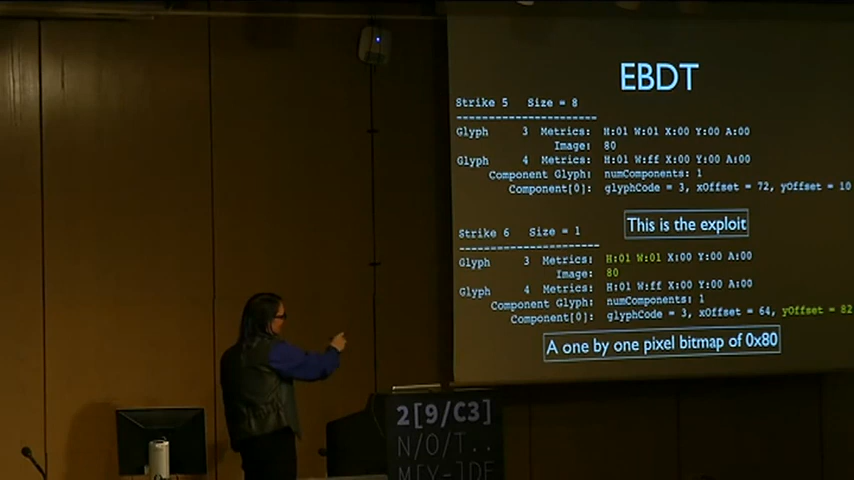 EBDT
Strike 5 Size = 8
Glyph 3 Metrics: H:01 W:01 X:00 Y:00 A:00
Image: 80
Glyph 4 Metrics: H:01 W:ff X:00 Y:00 A:00
Component Glyph: numComponents: 1
Component[0]: glyphCode = 3, xOffset = 72, yOffset = 10
This is the exploit
Strike 6 Size = 1
Glyph 3 Metrics: H:01 W:01 X:00 Y:00 A:00
Image: 80
Glyph 4 Metrics: H:01 W:ff X:00 Y:00 A:00
Component Glyph: numComponents: 1
Component[0]: glyphCode = 3, xOffset = 64, yOffset = 82
A one by one pixel bitmap of 0x80
2[9/C3]
N/O/T..
M[Y-]DE